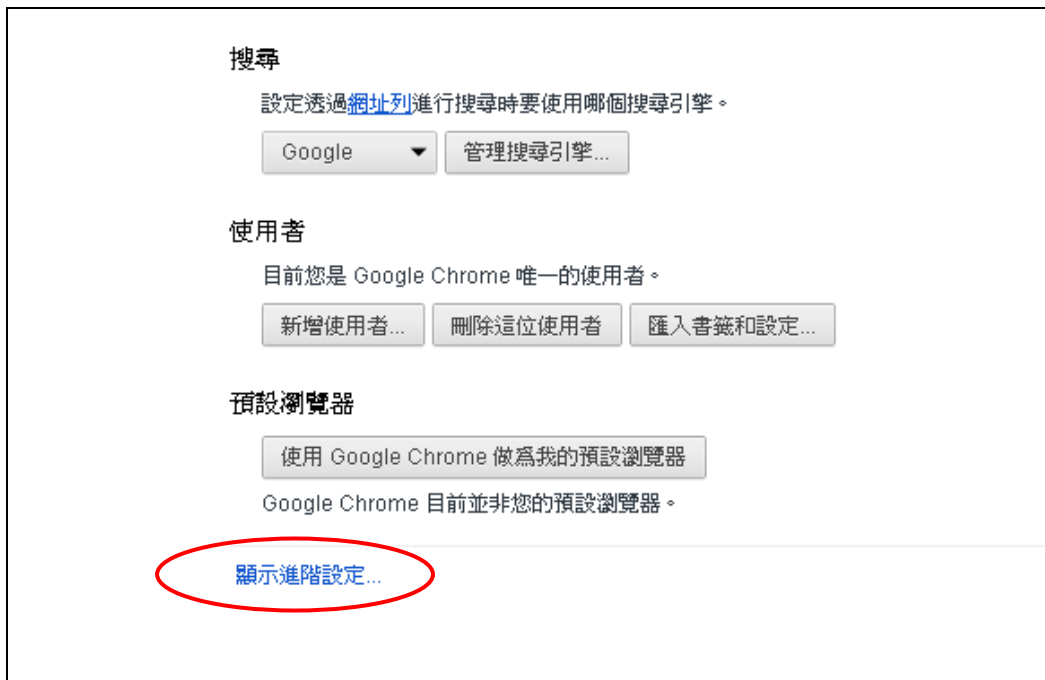 搜尋
設定透過網址列進行搜尋時要使用哪個搜尋引擎。
Google 管理搜尋引擎...
使用者
目前您是 Google Chrome 唯一的使用者。
新增使用者... 刪除這位使用者 匯入書籤和設定...
預設瀏覽器
使用 Google Chrome 做為我的預設瀏覽器
Google Chrome 目前並非您的預設瀏覽器。
顯示進階設定...